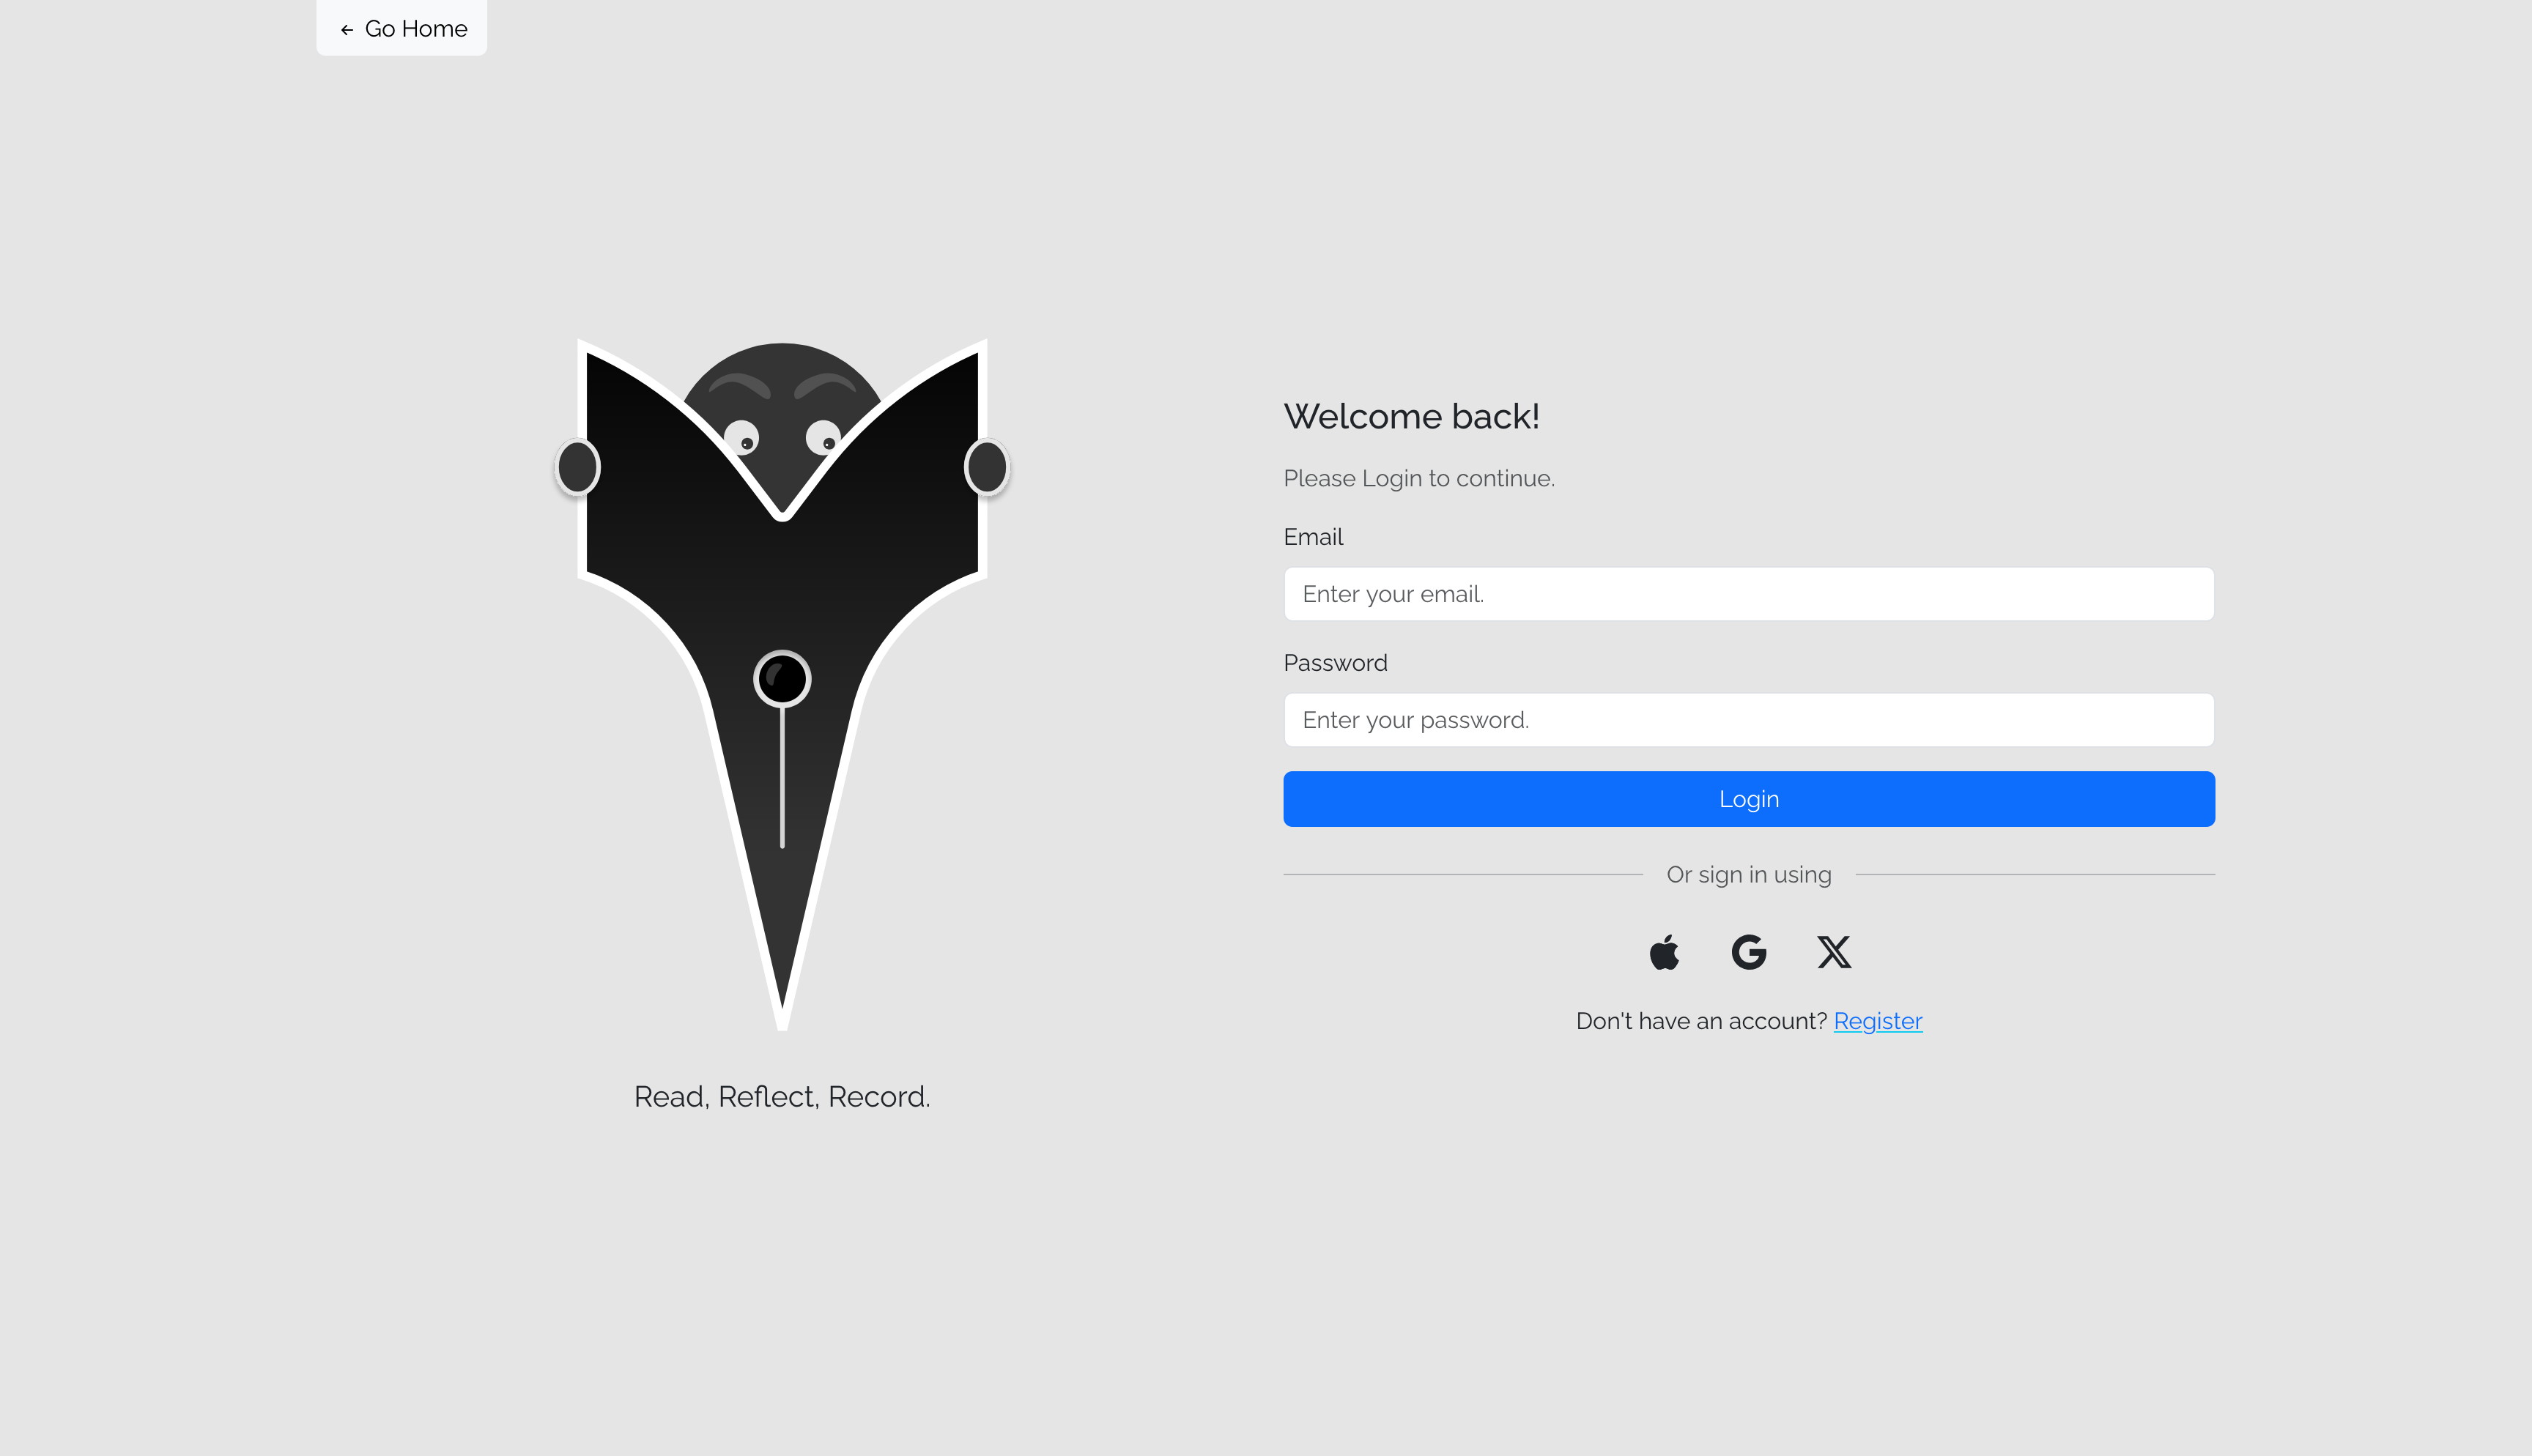 ← Go Home
Welcome back!
Please Login to continue.
Email
Enter your email.
Password
Enter your password.
Login
Or sign in using
Don't have an account? Register
Read, Reflect, Record.